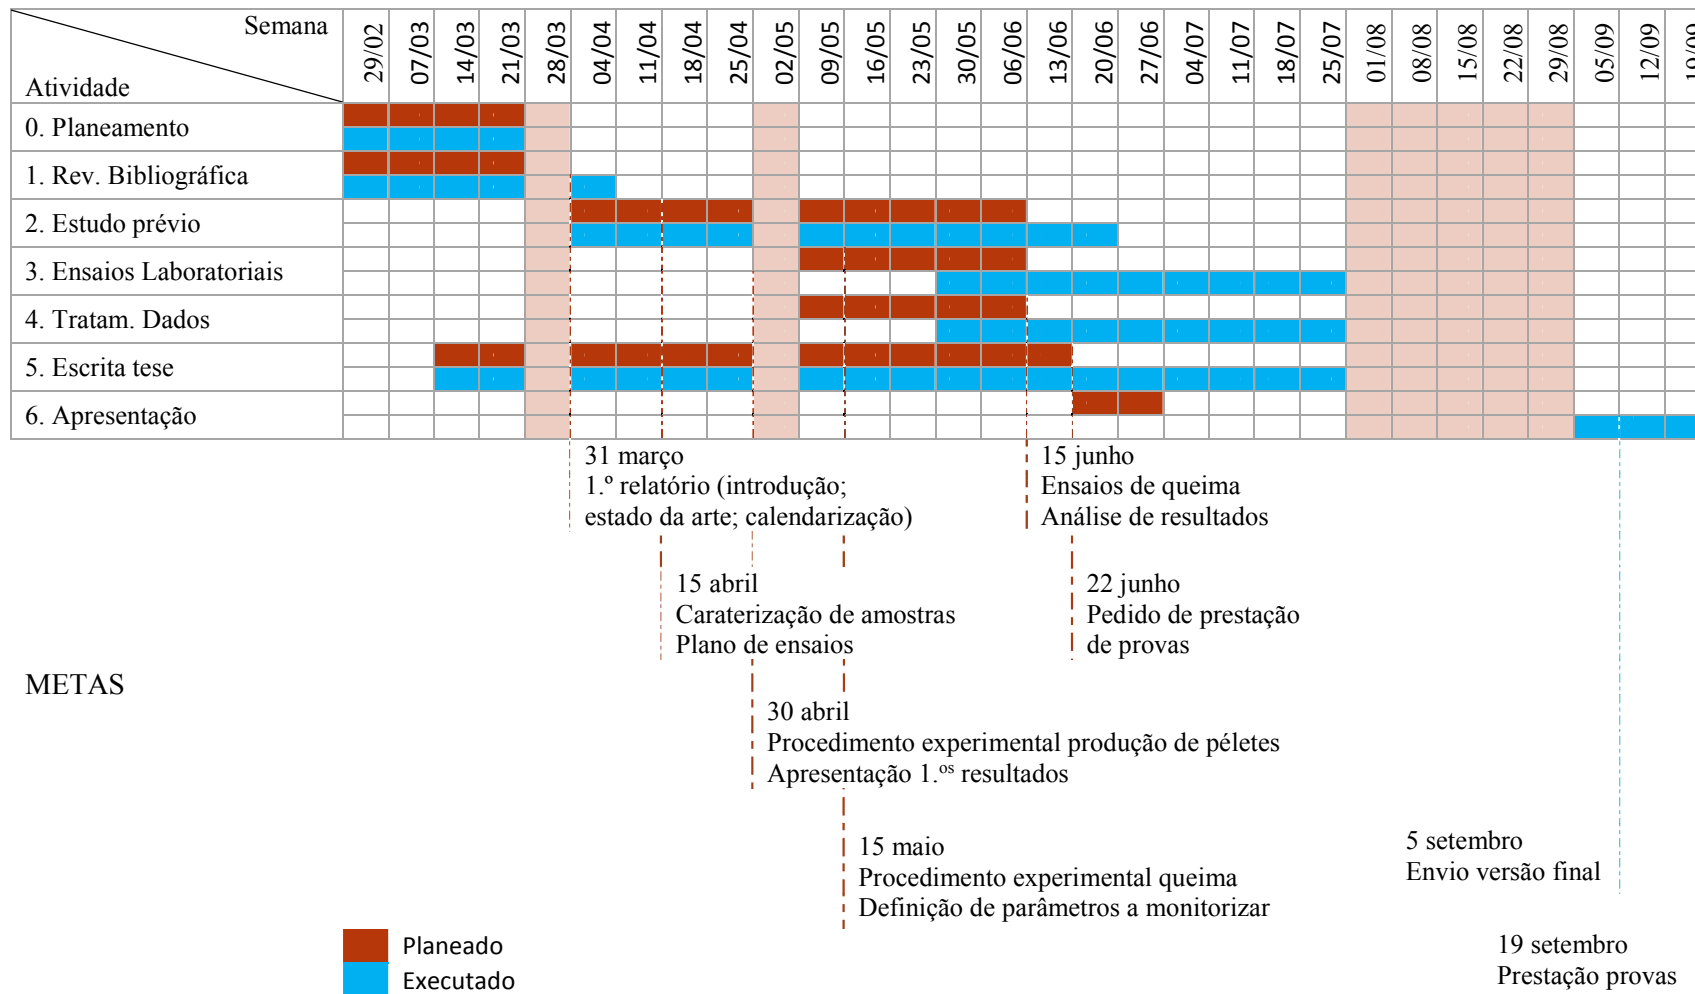 Semana
Atividade
29/02 07/03 14/03 21/03 28/03 04/04 11/04 18/04 25/04 02/05 09/05 16/05 23/05 30/05 06/06 13/06 20/06 27/06 04/07 11/07 18/07 25/07 01/08 08/08 15/08 22/08 29/08 05/09 12/09 19/09
0. Planeamento
1. Rev. Bibliográfica
2. Estudo prévio
3. Ensaios Laboratoriais
4. Tratam. Dados
5. Escrita tese
6. Apresentação
31 março
1.º relatório (introdução;
estado da arte; calendarização)
15 junho
Ensaios de queima
Análise de resultados
15 abril
Caraterização de amostras
Plano de ensaios
22 junho
Pedido de prestação
de provas
METAS
30 abril
Procedimento experimental produção de péletes
Apresentação 1.os resultados
15 maio
Procedimento experimental queima
Definição de parâmetros a monitorizar
5 setembro
Envio versão final
19 setembro
Prestação provas
Planeado
Executado